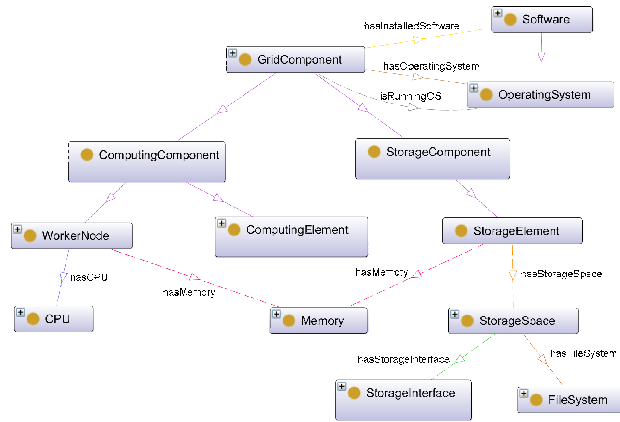 hasInstalledSoftware
Software
GridComponent
hasOperatingSystem
isRunningOS
OperatingSystem
ComputingComponent
StorageComponent
WorkerNode
ComputingElement
StorageElement
hasCPU
hasMemory
hasMemory
hasStorageSpace
CPU
Memory
StorageSpace
hasStorageInterface
hasFileSystem
StorageInterface
FileSystem